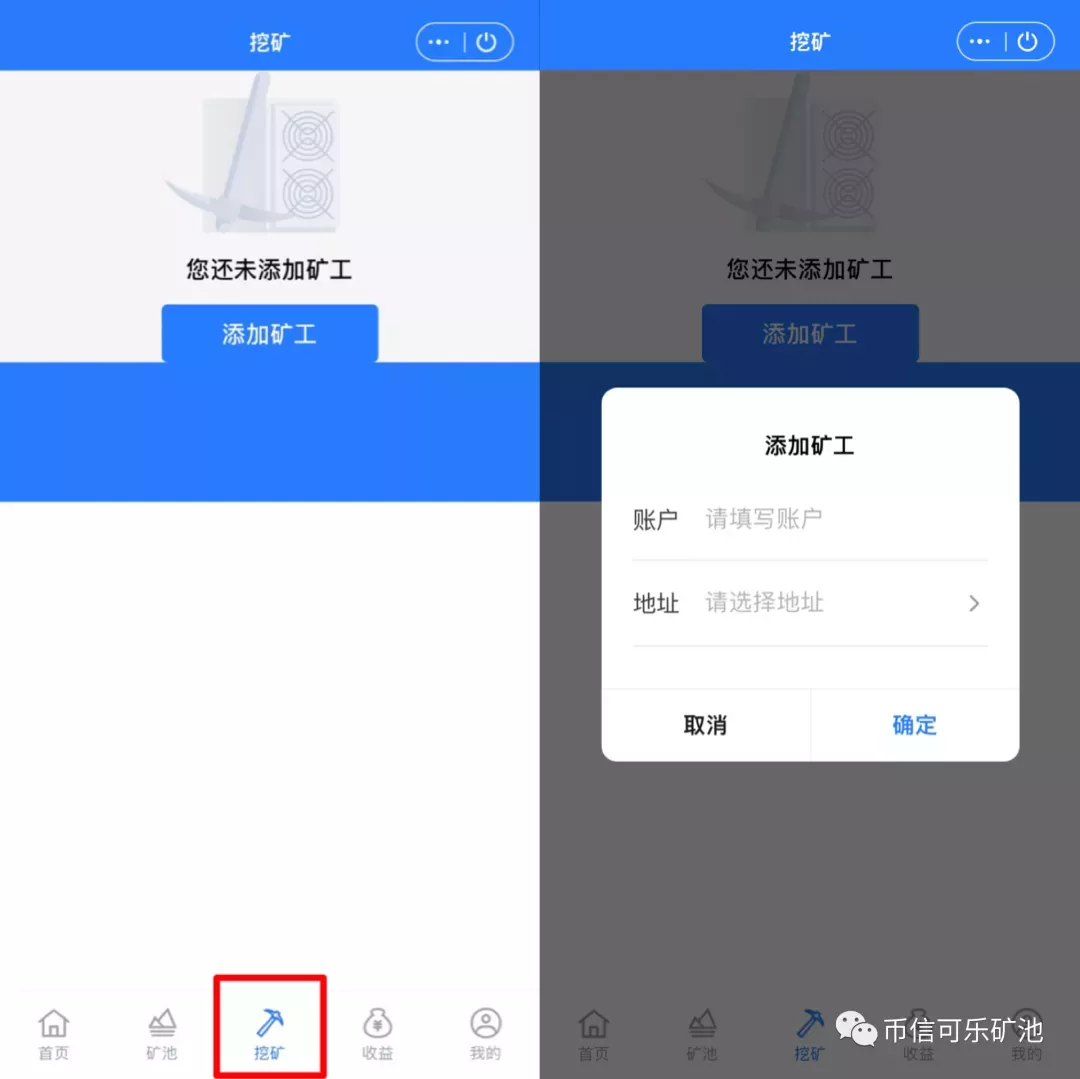 挖矿
您还未添加矿工
添加矿工
首页
矿池
挖矿
收益
我的
挖矿
您还未添加矿工
添加矿工
添加矿工
账户 请填写账户
地址 请选择地址
取消 确定
首页
矿池
挖矿
收益
我的
币信可乐矿池